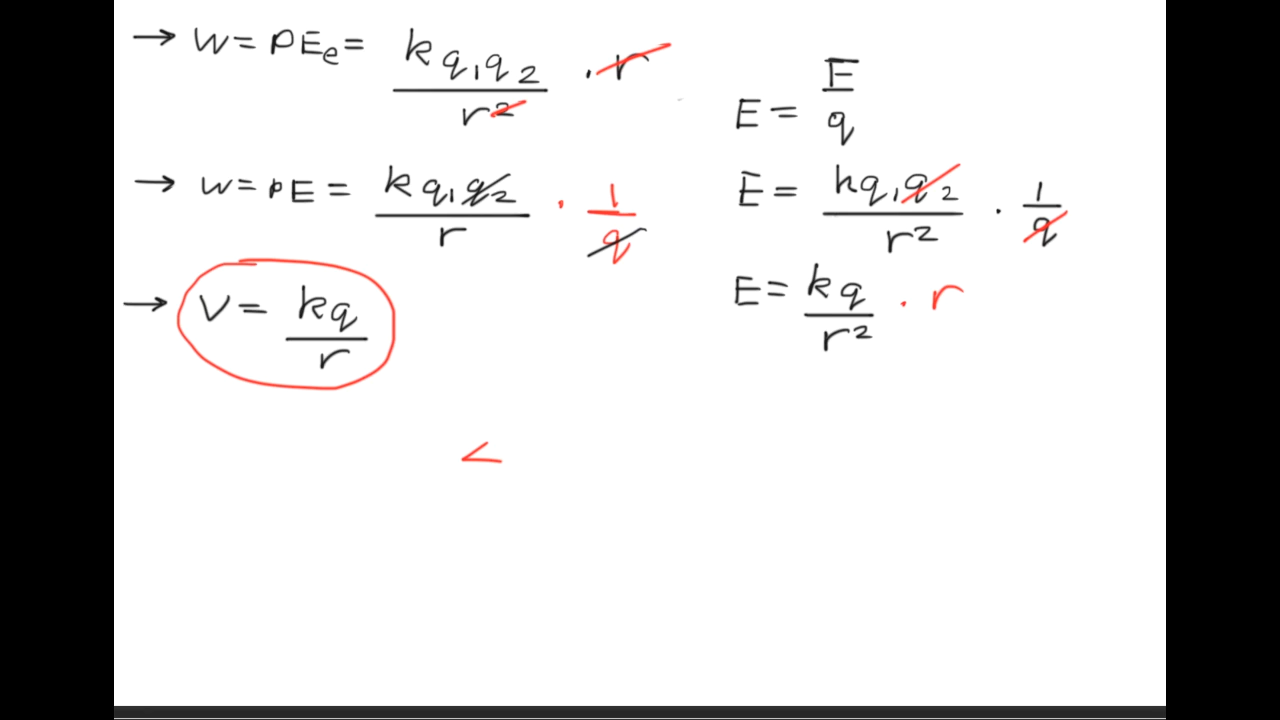 → W = PEe = kq₁q₂/r² · r
→ W = PE = kq₁q₂/r · 1/q
→ V = kq/r
E = F/q
E = kq₁q₂/r² · 1/q
E = kq/r² · r
<